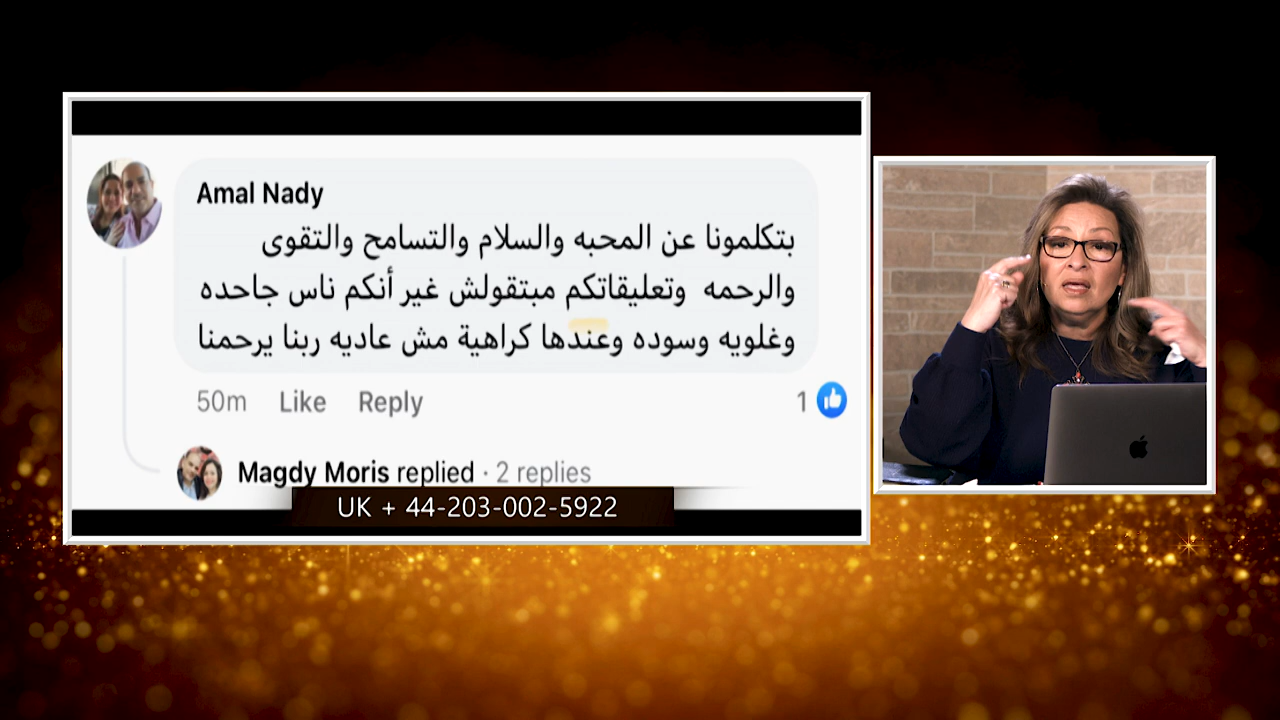 Amal Nady
بتكلمونا عن المحبه والسلام والتسامح والتقوى
والرحمه وتعليقاتكم مبتقولش غير أنكم ناس جاحده
وغلويه وسوده وعندها كراهية مش عاديه ربنا يرحمنا
50m Like Reply 1
Magdy Moris replied · 2 replies
UK + 44-203-002-5922